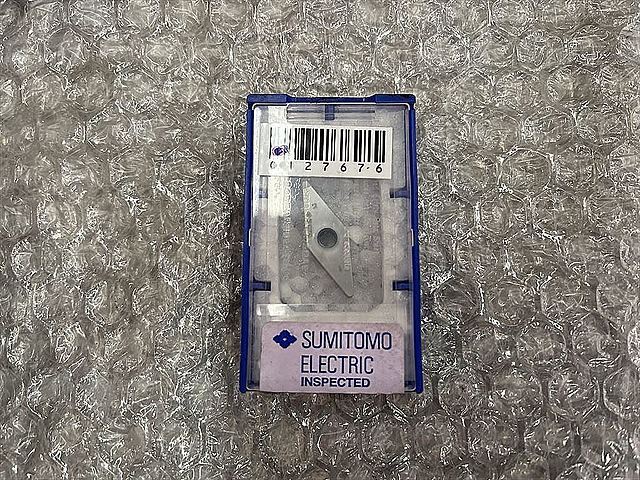 012767-6
SUMITOMO
ELECTRIC
INSPECTED